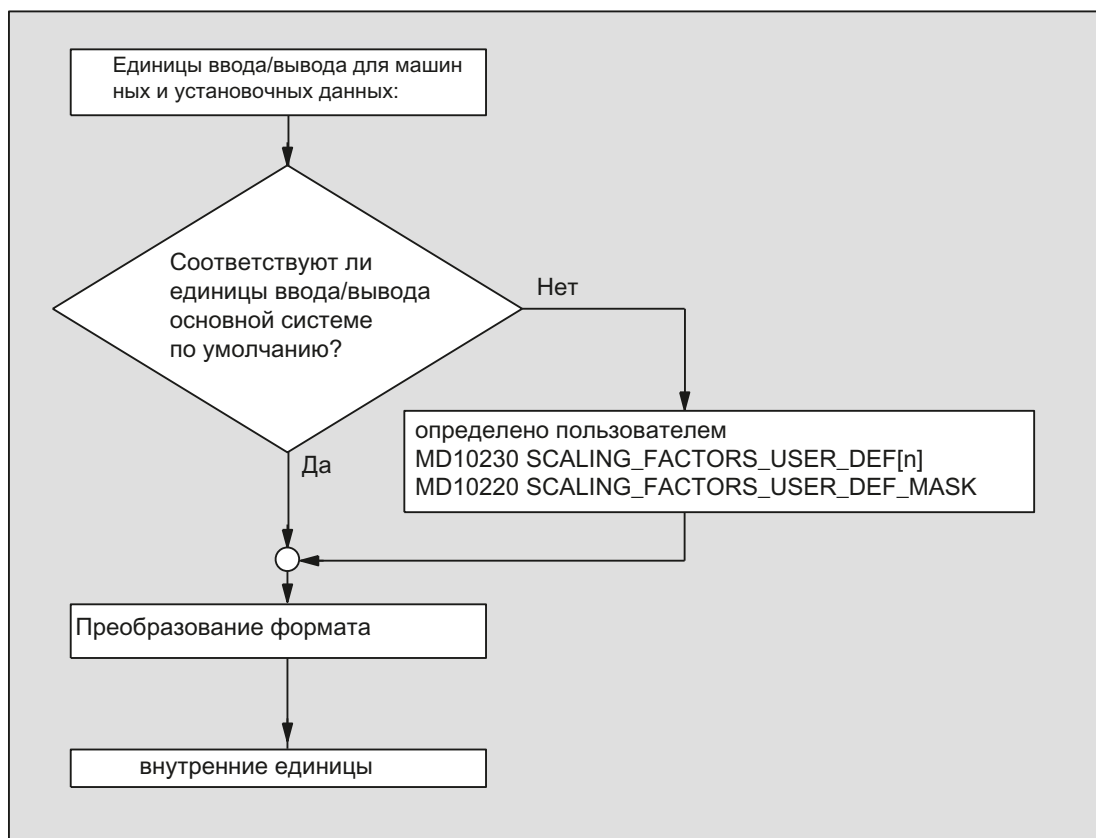 Единицы ввода/вывода для машин
ных и установочных данных:
Соответствуют ли
единицы ввода/вывода
основной системе
по умолчанию?
Нет
определено пользователем
MD10230 SCALING_FACTORS_USER_DEF[n]
MD10220 SCALING_FACTORS_USER_DEF_MASK
Да
Преобразование формата
внутренние единицы